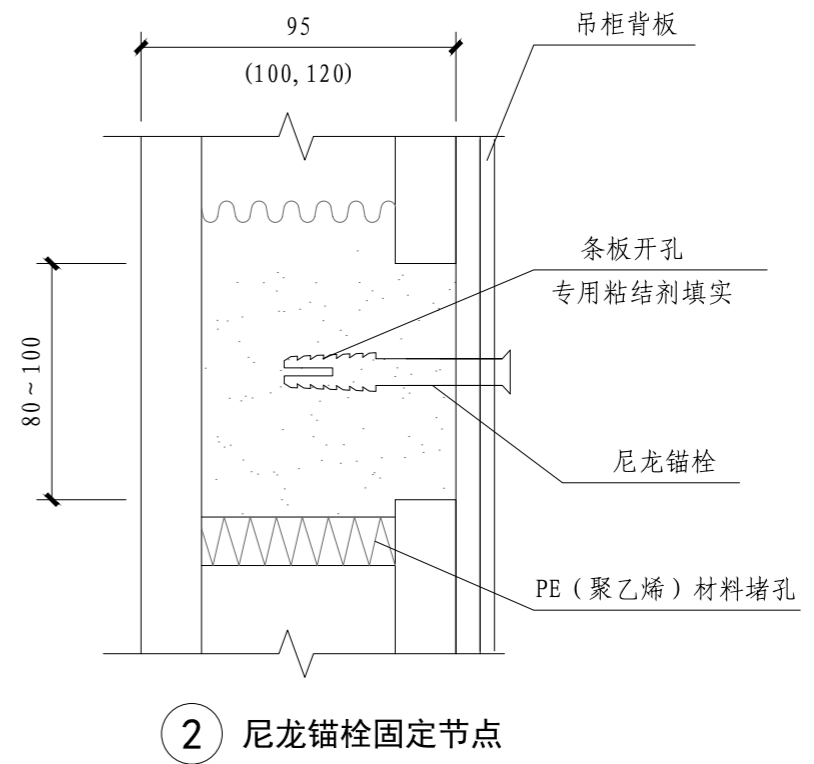 95
(100, 120)
吊柜背板
条板开孔
专用粘结剂填实
80~100
尼龙锚栓
PE（聚乙烯）材料堵孔
2 尼龙锚栓固定节点